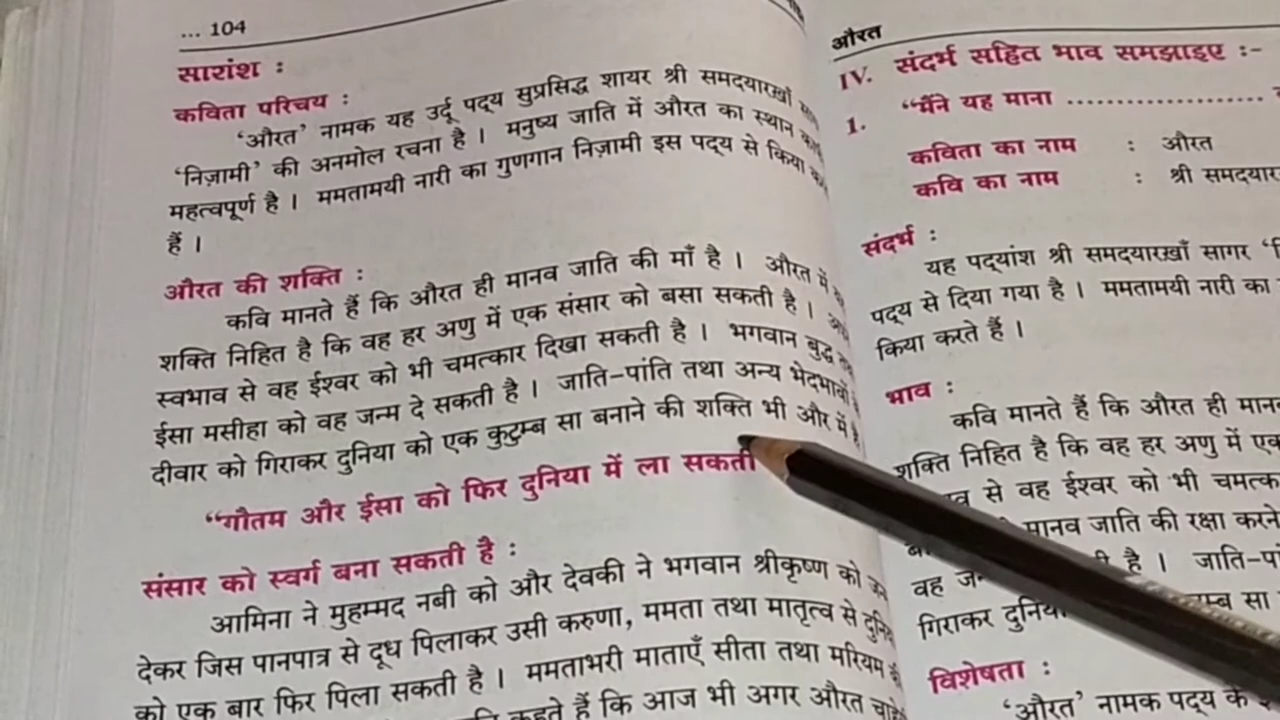 ... 104
सारांश :
कविता परिचय :
‘औरत’ नामक यह उर्दू पद्य सुप्रसिद्ध शायर श्री समदयारखाँ
‘निज़ामी’ की अनमोल रचना है । मनुष्य जाति में औरत का स्थान
महत्वपूर्ण है । ममतामयी नारी का गुणगान निज़ामी इस पद्य से किया
हैं ।
औरत की शक्ति :
कवि मानते हैं कि औरत ही मानव जाति की माँ है । औरत में
शक्ति निहित है कि वह हर अणु में एक संसार को बसा सकती है ।
स्वभाव से वह ईश्वर को भी चमत्कार दिखा सकती है । भगवान बुद्ध
ईसा मसीहा को वह जन्म दे सकती है । जाति-पांति तथा अन्य भेदभावों
दीवार को गिराकर दुनिया को एक कुटुम्ब सा बनाने की शक्ति भी और में
“गौतम और ईसा को फिर दुनिया में ला सकती
संसार को स्वर्ग बना सकती है :
आमिना ने मुहम्मद नबी को और देवकी ने भगवान श्रीकृष्ण को
देकर जिस पानपात्र से दूध पिलाकर उसी करुणा, ममता तथा मातृत्व से
को एक बार फिर पिला सकती है । ममताभरी माताएँ सीता तथा मरियम
कहते हैं कि आज भी अगर औरत
औरत
IV. संदर्भ सहित भाव समझाइए :-
1. “मैंने यह माना ....................
कविता का नाम : औरत
कवि का नाम : श्री समदयार
संदर्भ :
यह पद्यांश श्री समदयारखाँ सागर
पद्य से दिया गया है । ममतामयी नारी का
किया करते हैं ।
भाव :
कवि मानते हैं कि औरत ही
शक्ति निहित है कि वह हर अणु में
से वह ईश्वर को भी
मानव जाति की रक्षा करने
वह है । जाति
गिराकर सा
विशेषता :
‘औरत’ नामक पद्य के